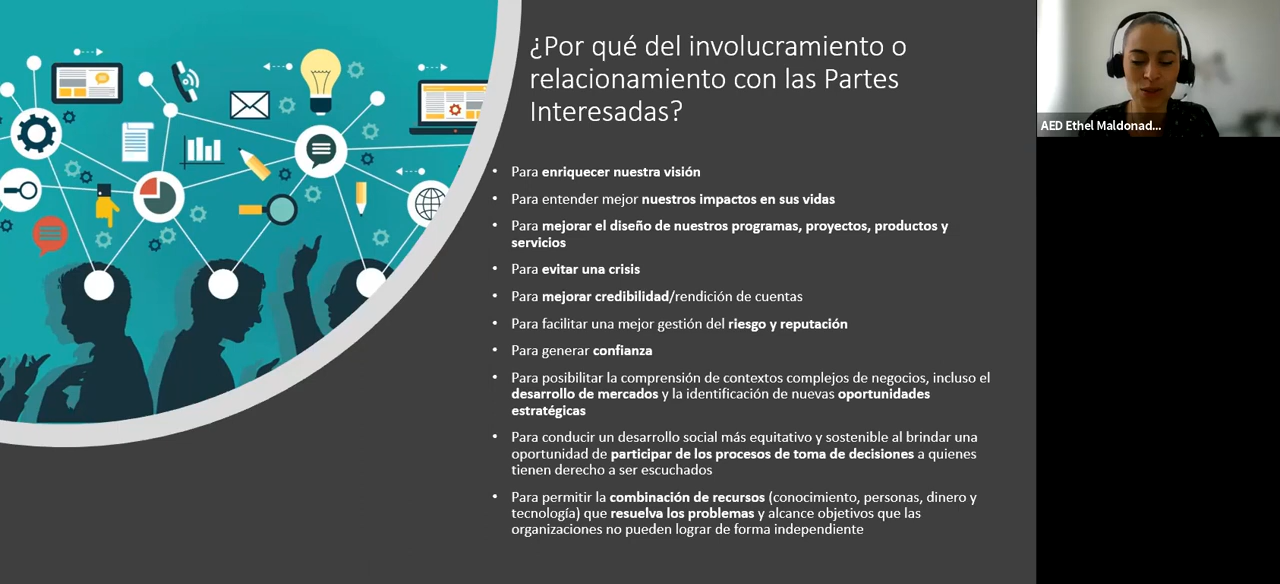 ¿Por qué del involucramiento o
relacionamiento con las Partes
Interesadas?
AED Ethel Maldonad...
• Para enriquecer nuestra visión
• Para entender mejor nuestros impactos en sus vidas
• Para mejorar el diseño de nuestros programas, proyectos, productos y
servicios
• Para evitar una crisis
• Para mejorar credibilidad/rendición de cuentas
• Para facilitar una mejor gestión del riesgo y reputación
• Para generar confianza
• Para posibilitar la comprensión de contextos complejos de negocios, incluso el
desarrollo de mercados y la identificación de nuevas oportunidades
estratégicas
• Para conducir un desarrollo social más equitativo y sostenible al brindar una
oportunidad de participar de los procesos de toma de decisiones a quienes
tienen derecho a ser escuchados
• Para permitir la combinación de recursos (conocimiento, personas, dinero y
tecnología) que resuelva los problemas y alcance objetivos que las
organizaciones no pueden lograr de forma independiente